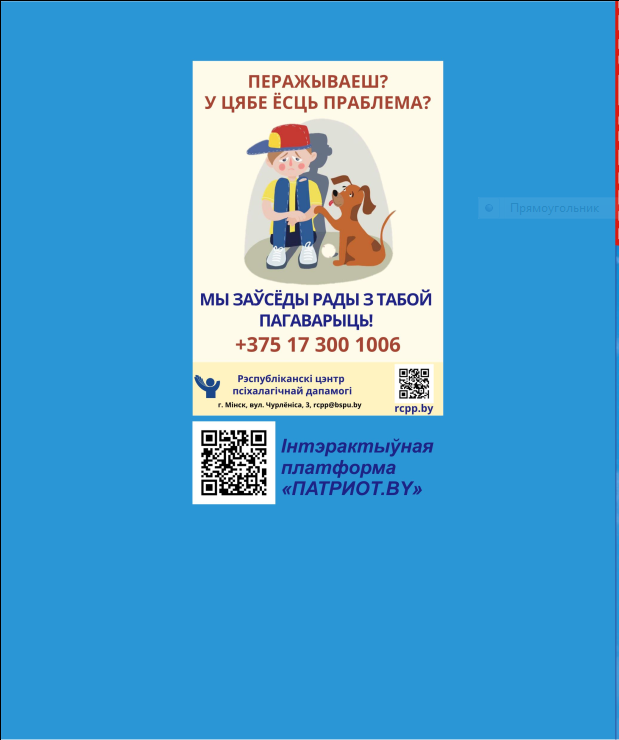 ПЕРАЖЫВАЕШ?
У ЦЯБЕ ЁСЦЬ ПРАБЛЕМА?
Прямоугольник
МЫ ЗАЎСЁДЫ РАДЫ З ТАБОЙ
ПАГАВАРЫЦЬ!
+375 17 300 1006
Рэспубліканскі цэнтр
псіхалагічнай дапамогі
г. Мінск, вул. Чурлёніса, 3, rcpp@bspu.by
rcpp.by
Інтэрактыўная
платформа
«ПАТРИОТ.BY»